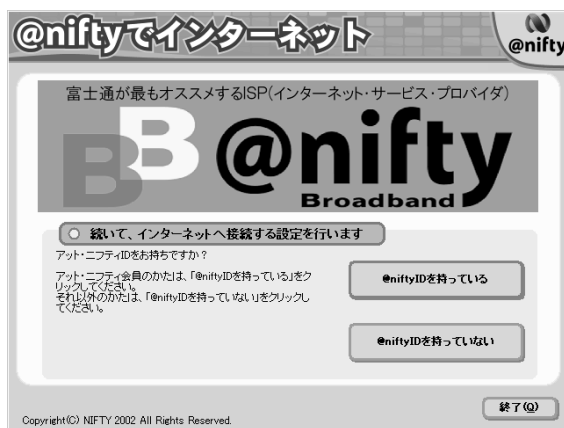 @niftyでインターネット
@nifty
富士通が最もオススメするISP(インターネット・サービス・プロバイダ)
BB@nifty
Broadband
続いて、インターネットへ接続する設定を行います
アット・ニフティIDをお持ちですか？
アット・ニフティ会員のかたは、「@niftyIDを持っている」をク
リックしてください。
それ以外のかたは、「@niftyIDを持っていない」をクリックし
てください。
@niftyIDを持っている
@niftyIDを持っていない
終了(Q)
Copyright(C) NIFTY 2002 All Rights Reserved.